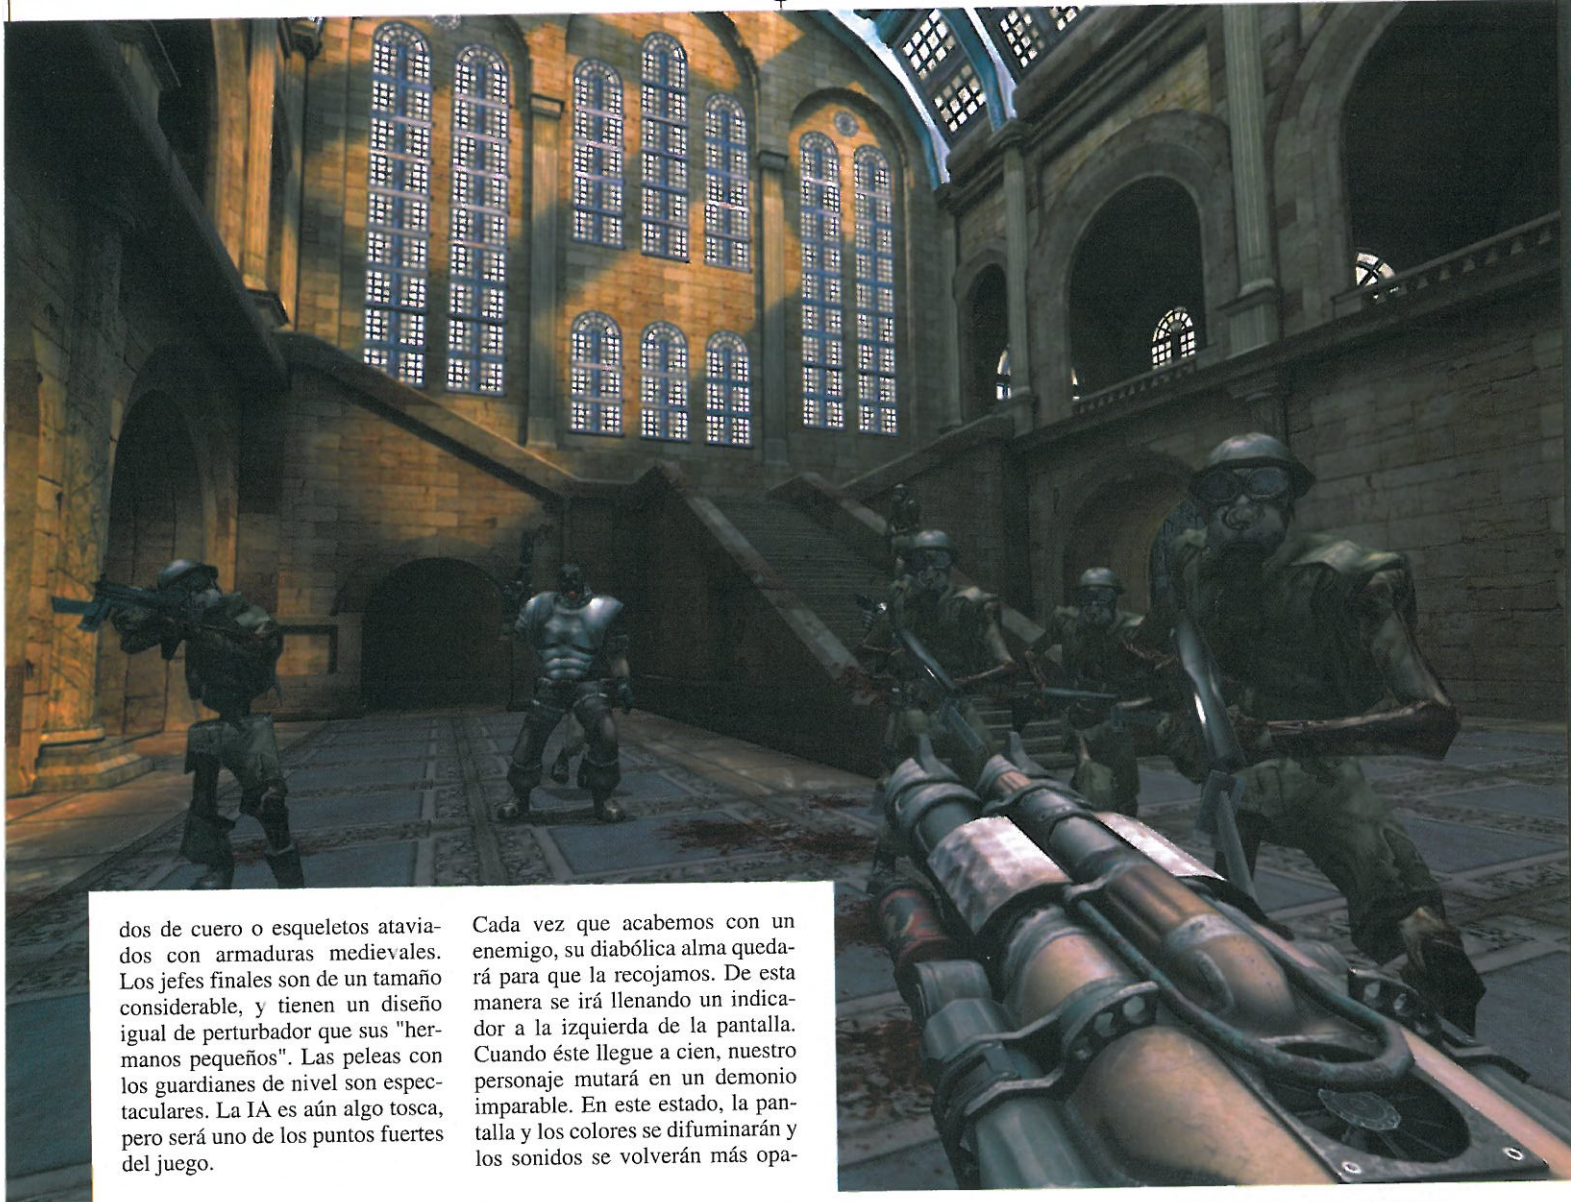 dos de cuero o esqueletos atavia-
dos con armaduras medievales.
Los jefes finales son de un tamaño
considerable, y tienen un diseño
igual de perturbador que sus "her-
manos pequeños". Las peleas con
los guardianes de nivel son espec-
taculares. La IA es aún algo tosca,
pero será uno de los puntos fuertes
del juego.
Cada vez que acabemos con un
enemigo, su diabólica alma queda-
rá para que la recojamos. De esta
manera se irá llenando un indica-
dor a la izquierda de la pantalla.
Cuando éste llegue a cien, nuestro
personaje mutará en un demonio
imparable. En este estado, la pan-
talla y los colores se difuminarán y
los sonidos se volverán más opa-